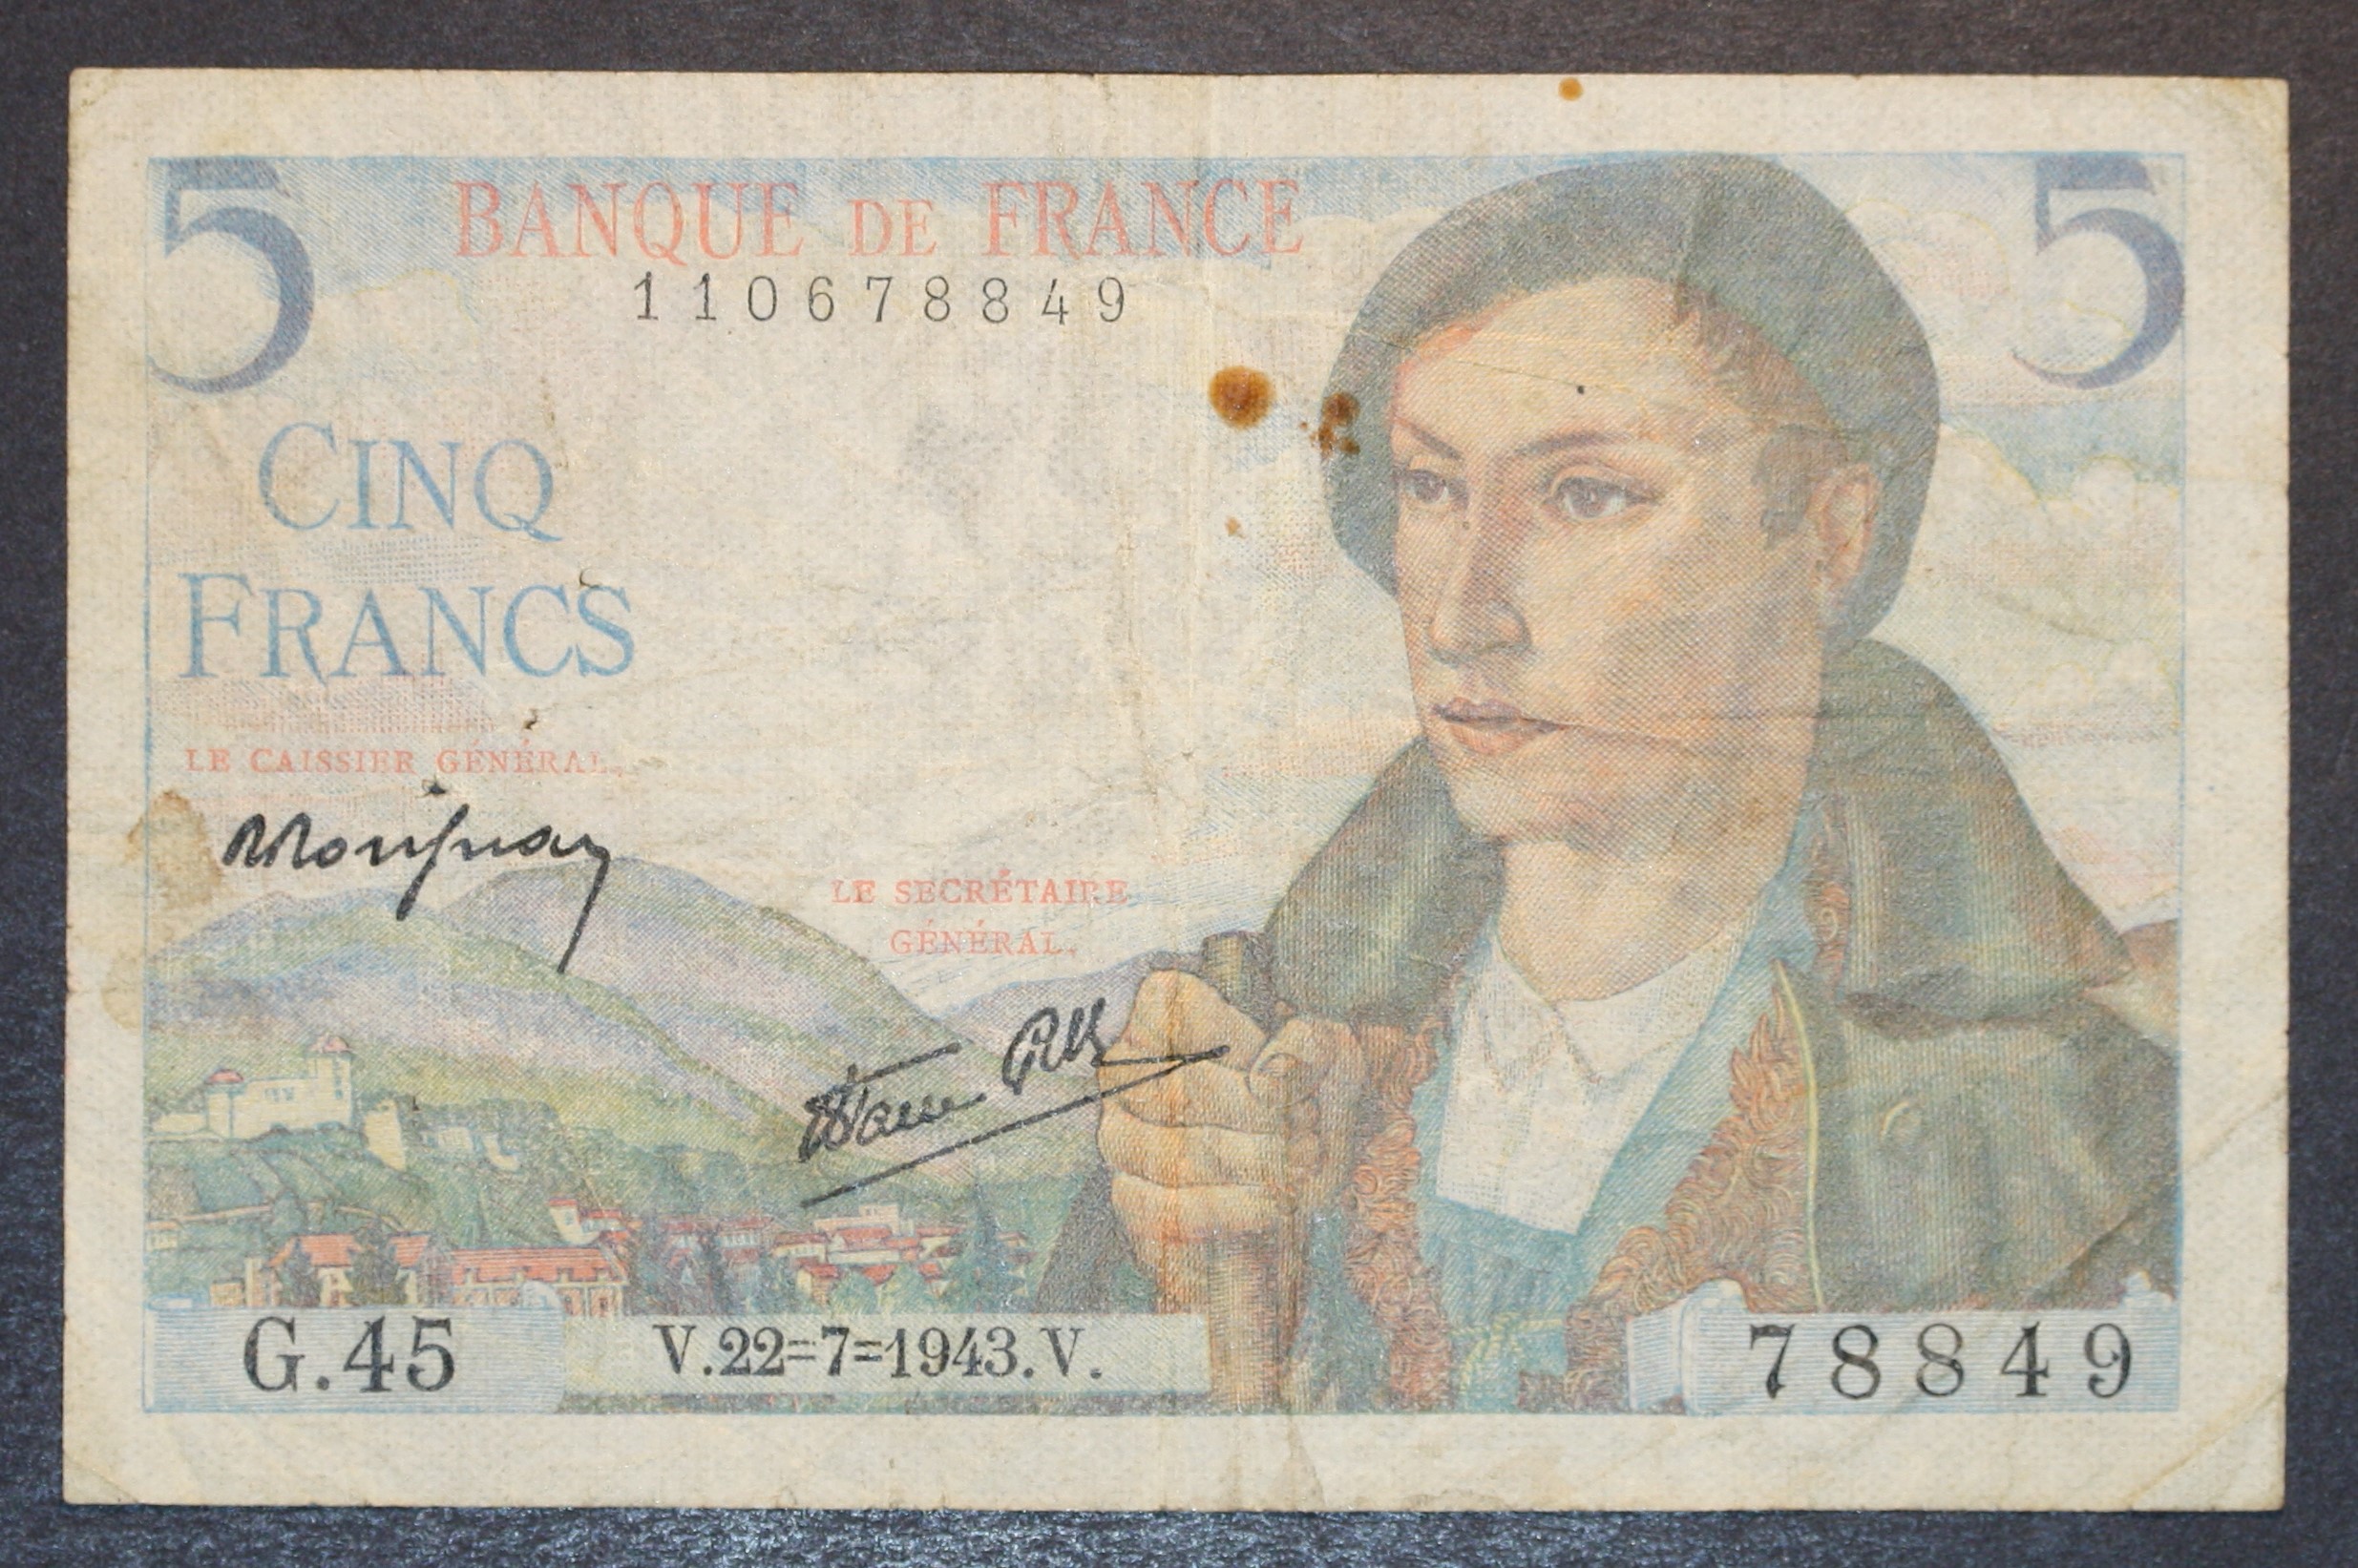 5 BANQUE DE FRANCE 5
110678849
CINQ
FRANCS
LE CAISSIER GÉNÉRAL.
LE SECRÉTAIRE
GÉNÉRAL.
G.45 V.22=7=1943.V. 78849